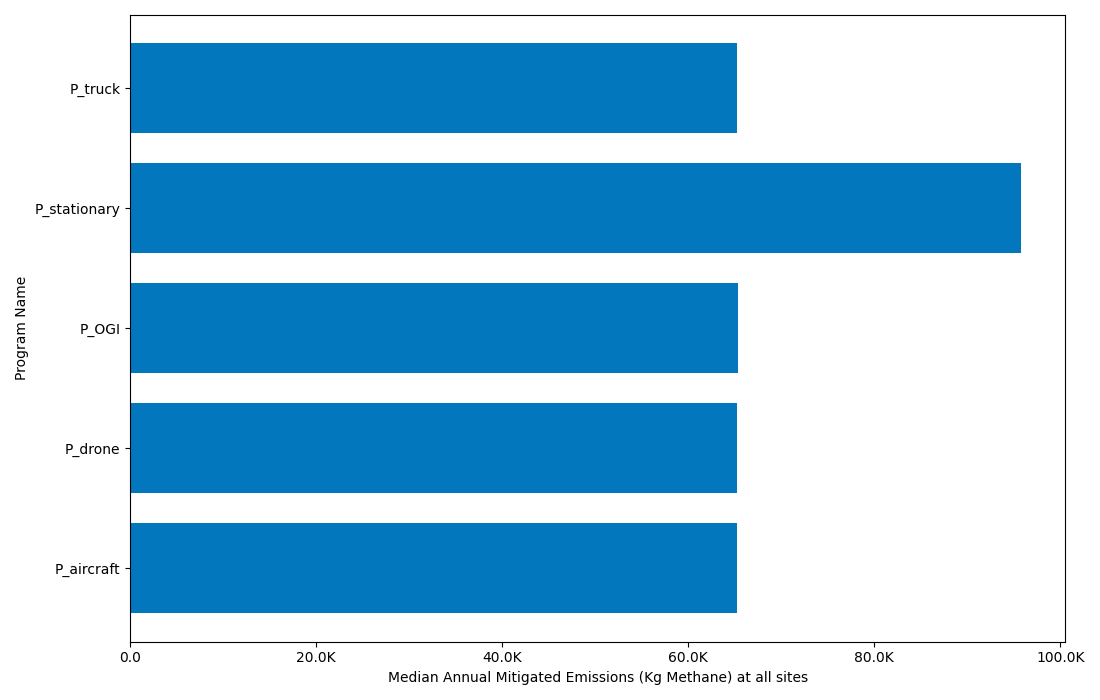 P_truck
P_stationary
P_OGI
P_drone
P_aircraft
Program Name
0.0
20.0K
40.0K
60.0K
80.0K
100.0K
Median Annual Mitigated Emissions (Kg Methane) at all sites